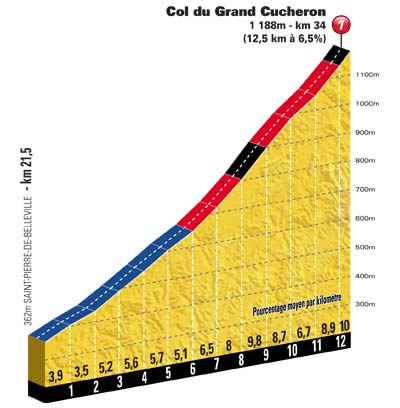 Col du Grand Cucheron
1 188m - km 34
(12,5 km à 6,5%)
1
1100m
1000m
900m
800m
700m
600m
500m
400m
300m
362m SAINT-PIERRE-DE-BELLEVILLE - km 21,5
Pourcentage moyen par kilomètre
3,9 3,5 5,2 5,6 5,7 5,1 6,5 8 9,8 8,7 6,7 8,9 10
1 2 3 4 5 6 7 8 9 10 11 12